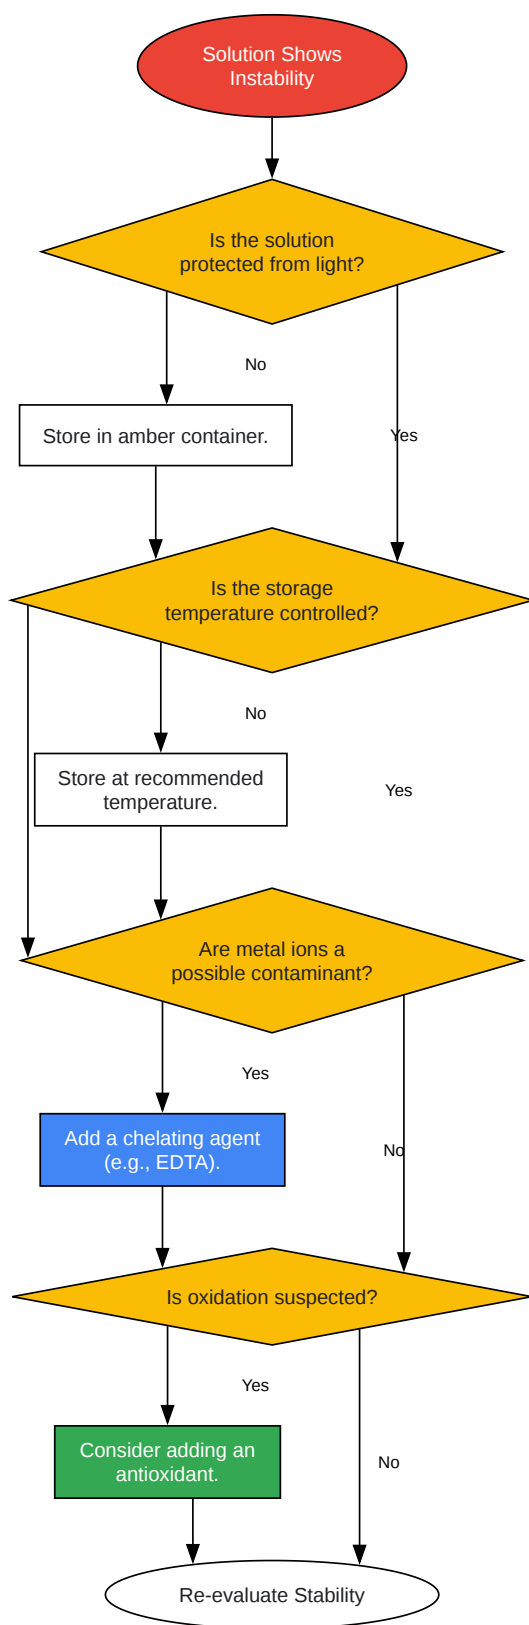 Solution Shows
Instability
Is the solution
protected from light?
No
Store in amber container.
Yes
Is the storage
temperature controlled?
No
Store at recommended
temperature.
Yes
Are metal ions a
possible contaminant?
Yes
Add a chelating agent
(e.g., EDTA).
No
Is oxidation suspected?
Yes
Consider adding an
antioxidant.
No
Re-evaluate Stability